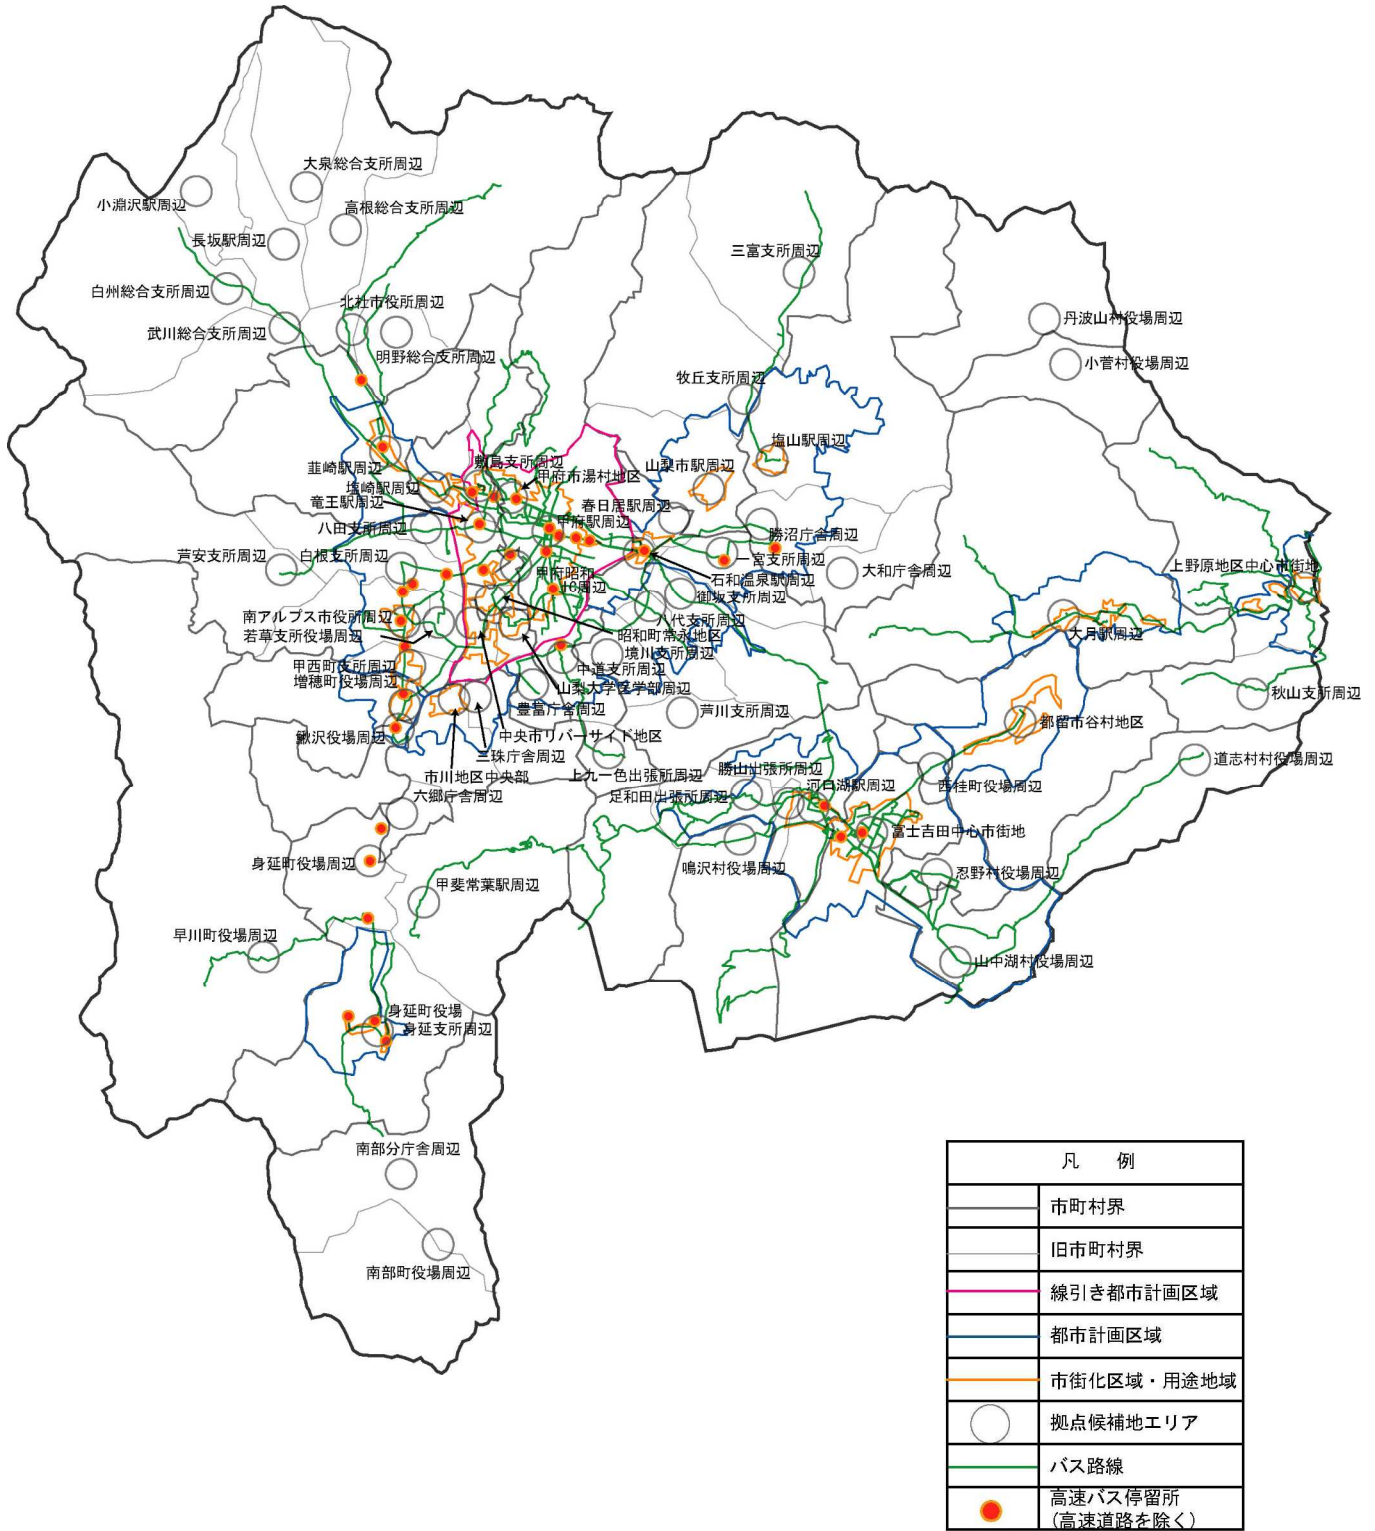 大泉総合支所周辺
小淵沢駅周辺
高根総合支所周辺
長坂駅周辺
三富支所周辺
白州総合支所周辺
北杜市役所周辺
丹波山村役場周辺
武川総合支所周辺
明野総合支所周辺
小菅村役場周辺
牧丘支所周辺
塩山駅周辺
韮崎駅周辺
敷島支所周辺
山梨市駅周辺
甲府市湯村地区
塩崎駅周辺
竜王駅周辺
春日居駅周辺
八田支所周辺
甲府駅周辺
勝沼庁舎周辺
芦安支所周辺
白根支所周辺
一宮支所周辺
大和庁舎周辺
上野原地区中心市街地
甲府昭和
IC周辺
石和温泉駅周辺
御坂支所周辺
南アルプス市役所周辺
八代支所周辺
若草支所役場周辺
昭和町常永地区
大月駅周辺
境川支所周辺
甲西町支所周辺
中道支所周辺
増穂町役場周辺
山梨大学医学部周辺
秋山支所周辺
豊富庁舎周辺
芦川支所周辺
都留市谷村地区
鰍沢役場周辺
中央市リバーサイド地区
三珠庁舎周辺
道志村村役場周辺
市川地区中央部
上九一色出張所周辺
勝山出張所周辺
河口湖駅周辺
西桂町役場周辺
六郷庁舎周辺
足和田出張所周辺
富士吉田中心市街地
身延町役場周辺
鳴沢村役場周辺
忍野村役場周辺
甲斐常葉駅周辺
早川町役場周辺
山中湖村役場周辺
身延町役場
身延支所周辺
南部分庁舎周辺
南部町役場周辺
凡　例
市町村界
旧市町村界
線引き都市計画区域
都市計画区域
市街化区域・用途地域
拠点候補地エリア
バス路線
高速バス停留所
(高速道路を除く)